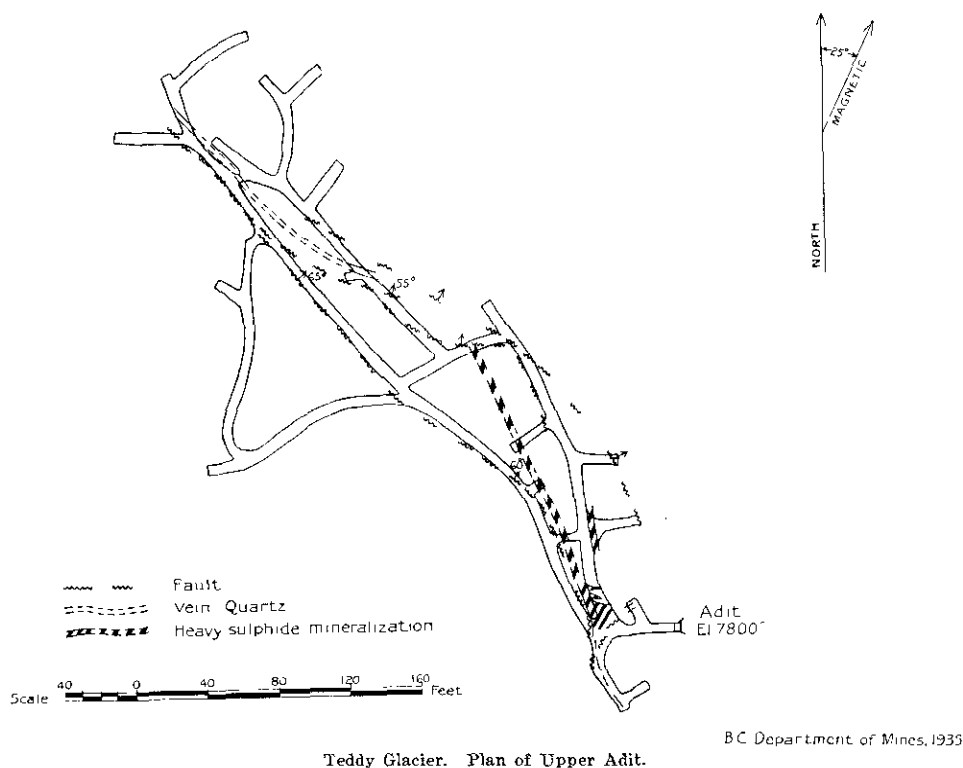 25°
MAGNETIC
NORTH
65°
55°
60°
Fault
Vein Quartz
Heavy sulphide mineralization
Adit
El 7800'
Scale 40 0 40 80 120 160 Feet
BC Department of Mines, 1935
Teddy Glacier. Plan of Upper Adit.